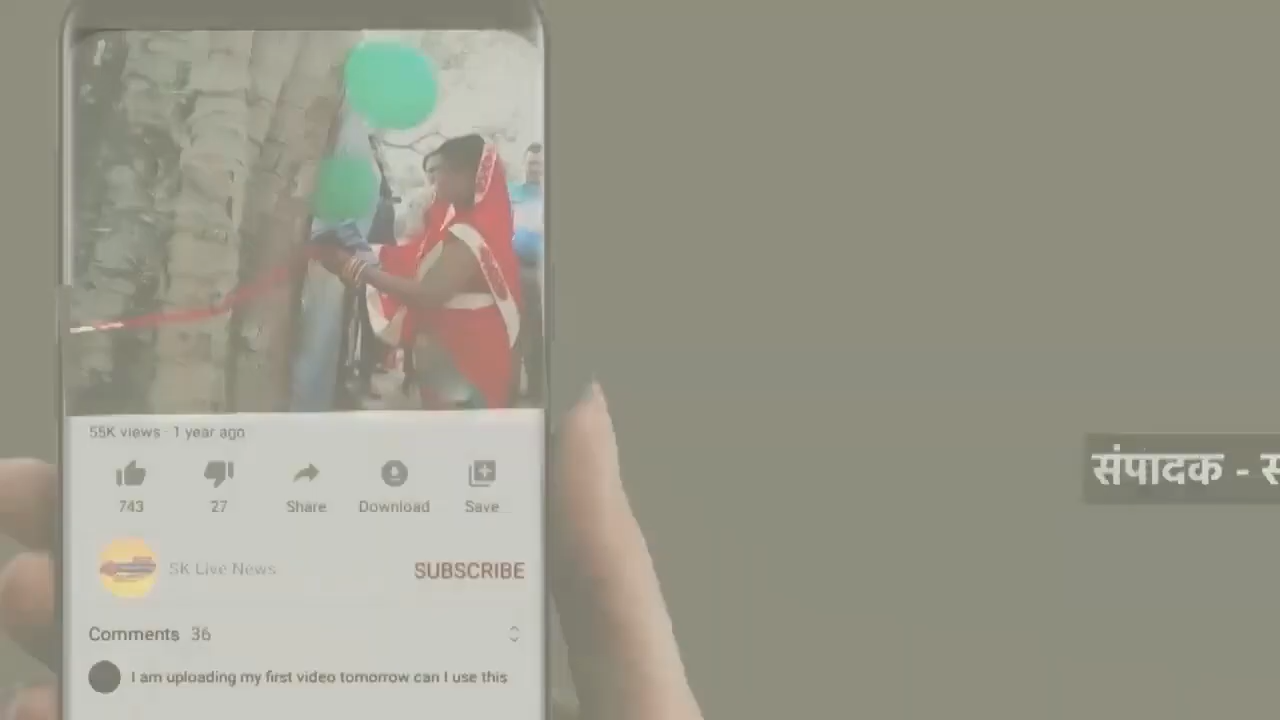 55K views · 1 year ago
743
27
Share
Download
Save
SK Live News
SUBSCRIBE
Comments 36
I am uploading my first video tomorrow can I use this
संपादक -